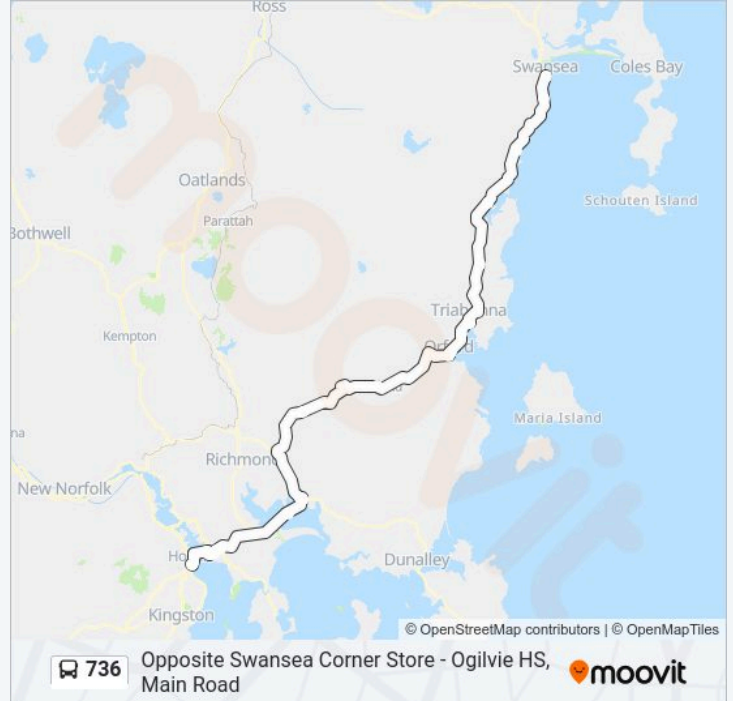 Ross
Swansea
Coles Bay
Oatlands
Schouten Island
Parattah
Bothwell
Triabunna
Kempton
Orford
Maria Island
Richmond
New Norfolk
Dunalley
Kingston
© OpenStreetMap contributors | © OpenMapTiles
736
Opposite Swansea Corner Store - Ogilvie HS,
Main Road
moovit
moovit